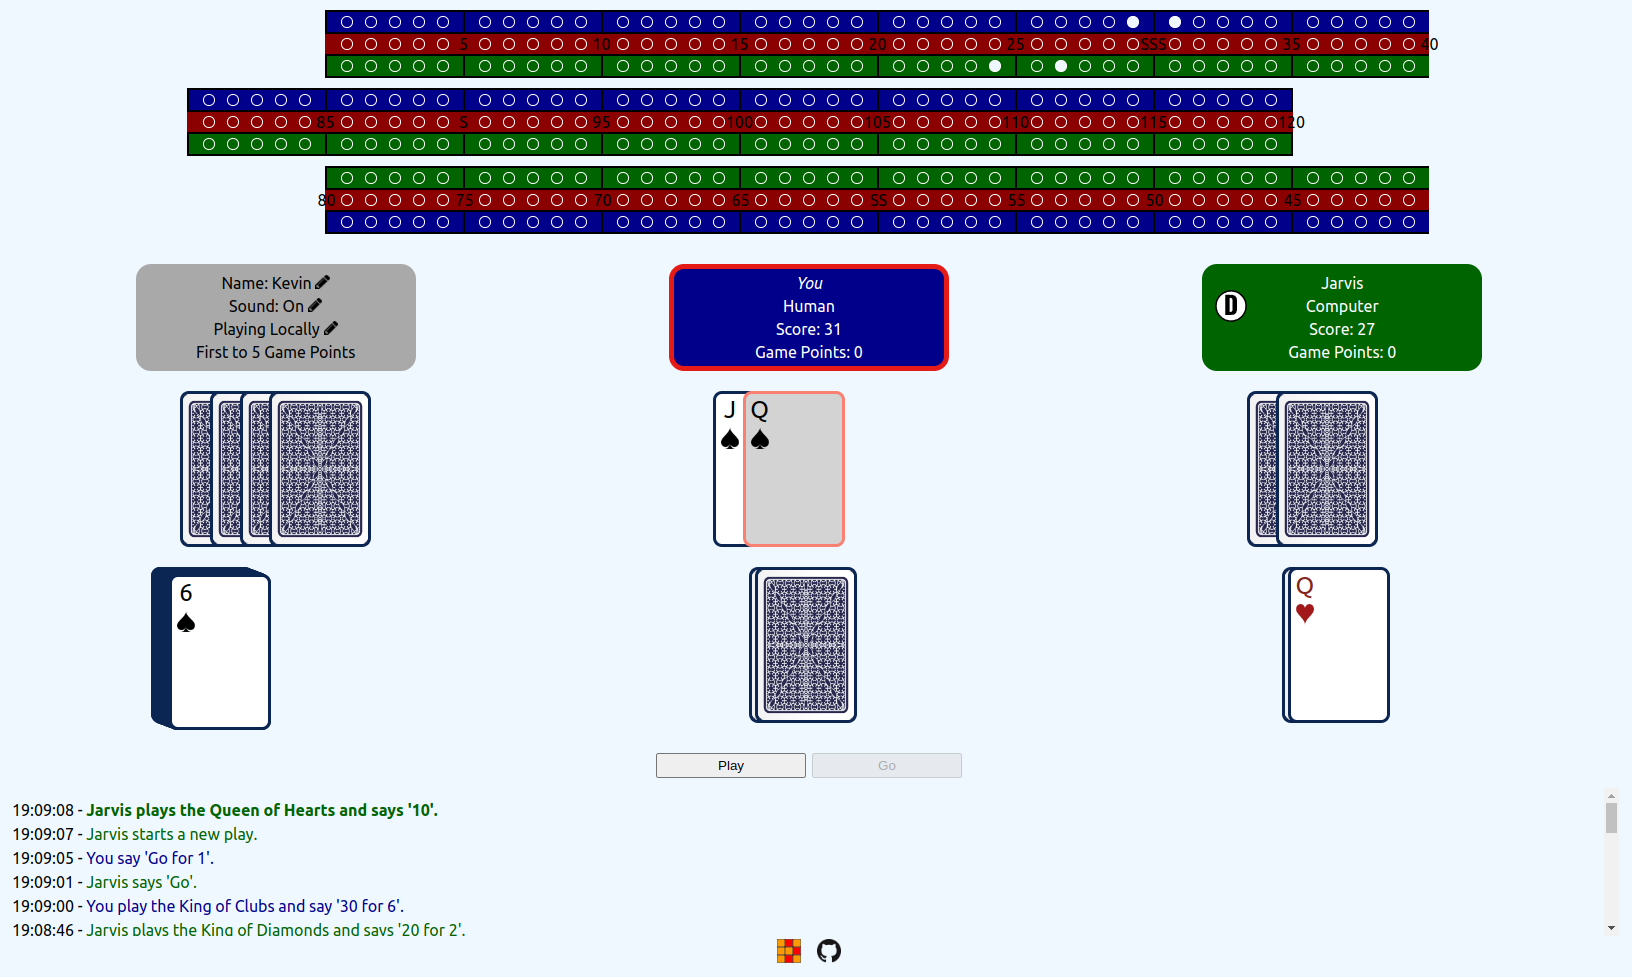 5 10 15 20 25 SSS 35 40
85 S 95 100 105 110 115 120
80 75 70 65 SS 55 50 45
Name: Kevin
Sound: On
Playing Locally
First to 5 Game Points
You
Human
Score: 31
Game Points: 0
D
Jarvis
Computer
Score: 27
Game Points: 0
J Q
6
Q
Play Go
19:09:08 - Jarvis plays the Queen of Hearts and says '10'.
19:09:07 - Jarvis starts a new play.
19:09:05 - You say 'Go for 1'.
19:09:01 - Jarvis says 'Go'.
19:09:00 - You play the King of Clubs and say '30 for 6'.
19:08:46 - Jarvis plays the King of Diamonds and says '20 for 2'.